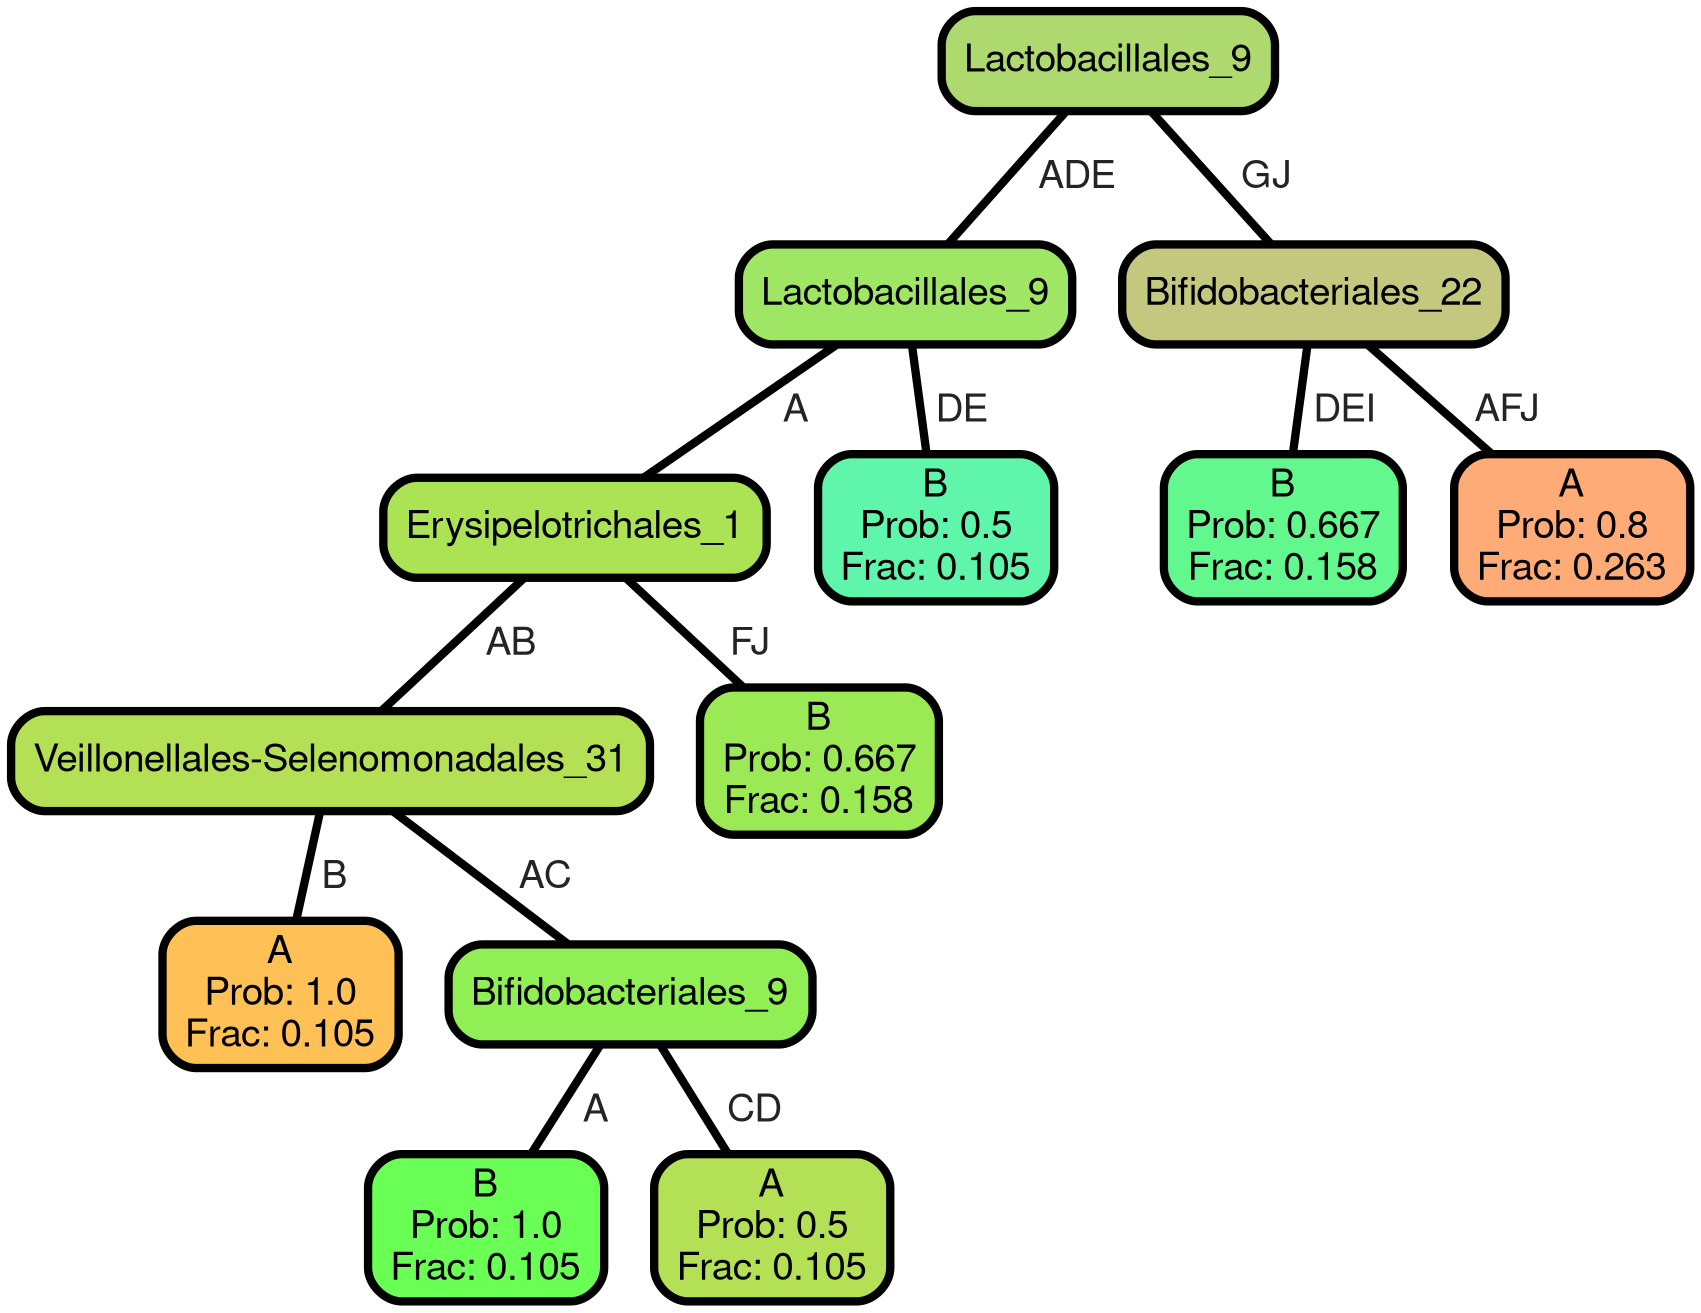 Lactobacillales_9
ADE
GJ
Lactobacillales_9
Bifidobacteriales_22
A
DE
DEI
AFJ
Erysipelotrichales_1
B
Prob: 0.5
Frac: 0.105
B
Prob: 0.667
Frac: 0.158
A
Prob: 0.8
Frac: 0.263
AB
FJ
Veillonellales-Selenomonadales_31
B
Prob: 0.667
Frac: 0.158
B
AC
A
Prob: 1.0
Frac: 0.105
Bifidobacteriales_9
A
CD
B
Prob: 1.0
Frac: 0.105
A
Prob: 0.5
Frac: 0.105